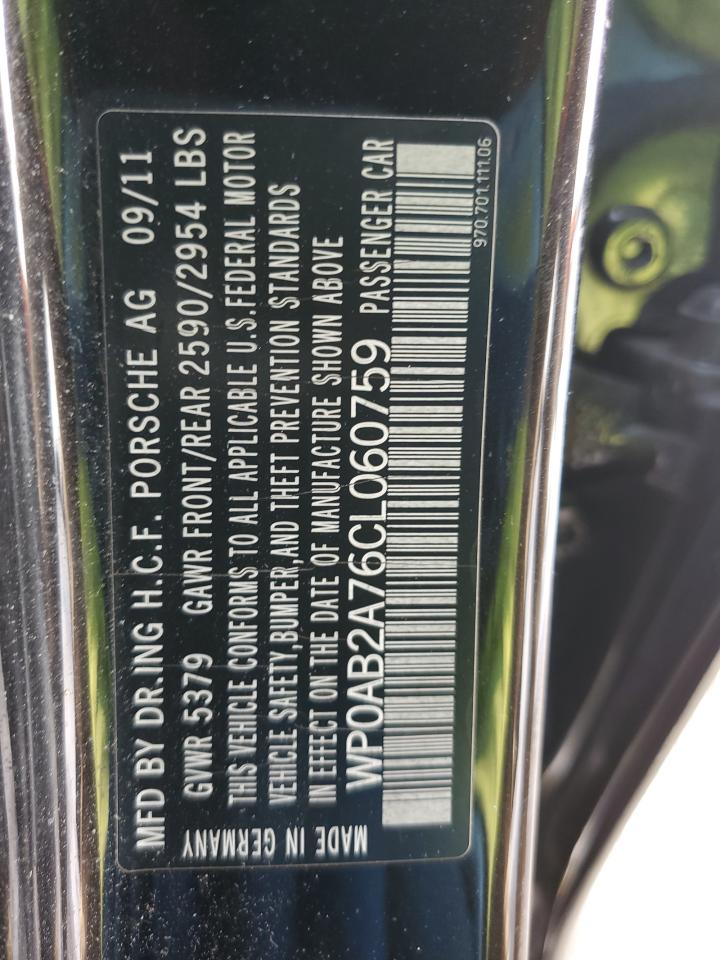 MFD BY DR.ING H.C.F. PORSCHE AG 09/11
GVWR 5379 GAWR FRONT/REAR 2590/2954 LBS
THIS VEHICLE CONFORMS TO ALL APPLICABLE U.S.FEDERAL MOTOR
VEHICLE SAFETY,BUMPER,AND THEFT PREVENTION STANDARDS
IN EFFECT ON THE DATE OF MANUFACTURE SHOWN ABOVE
MADE IN GERMANY
WP0AB2A76CL060759 PASSENGER CAR
970.701.111.06